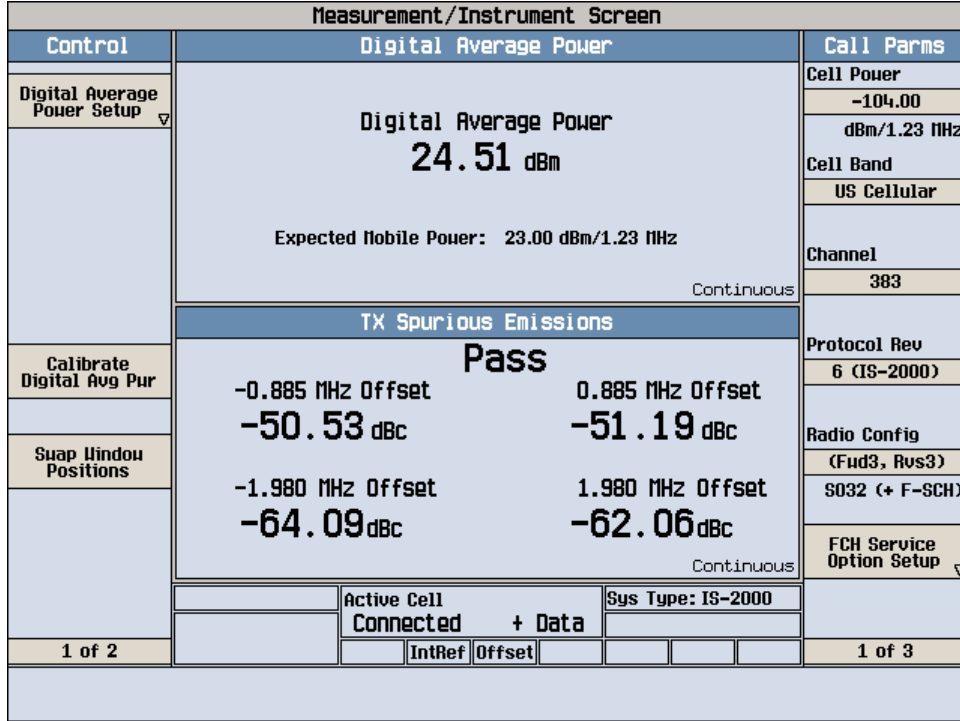 Measurement/Instrument Screen
Control
Digital Average
Power Setup
Calibrate
Digital Avg Pwr
Swap Window
Positions
1 of 2
Digital Average Power
Digital Average Power
24.51 dBm
Expected Mobile Power: 23.00 dBm/1.23 MHz
Continuous
TX Spurious Emissions
Pass
-0.885 MHz Offset 0.885 MHz Offset
-50.53 dBc -51.19 dBc
-1.980 MHz Offset 1.980 MHz Offset
-64.09 dBc -62.06 dBc
Continuous
Active Cell Sys Type: IS-2000
Connected + Data
IntRef Offset
Call Parms
Cell Power
-104.00
dBm/1.23 MHz
Cell Band
US Cellular
Channel
383
Protocol Rev
6 (IS-2000)
Radio Config
(Fwd3, Rvs3)
SO32 (+ F-SCH)
FCH Service
Option Setup
1 of 3